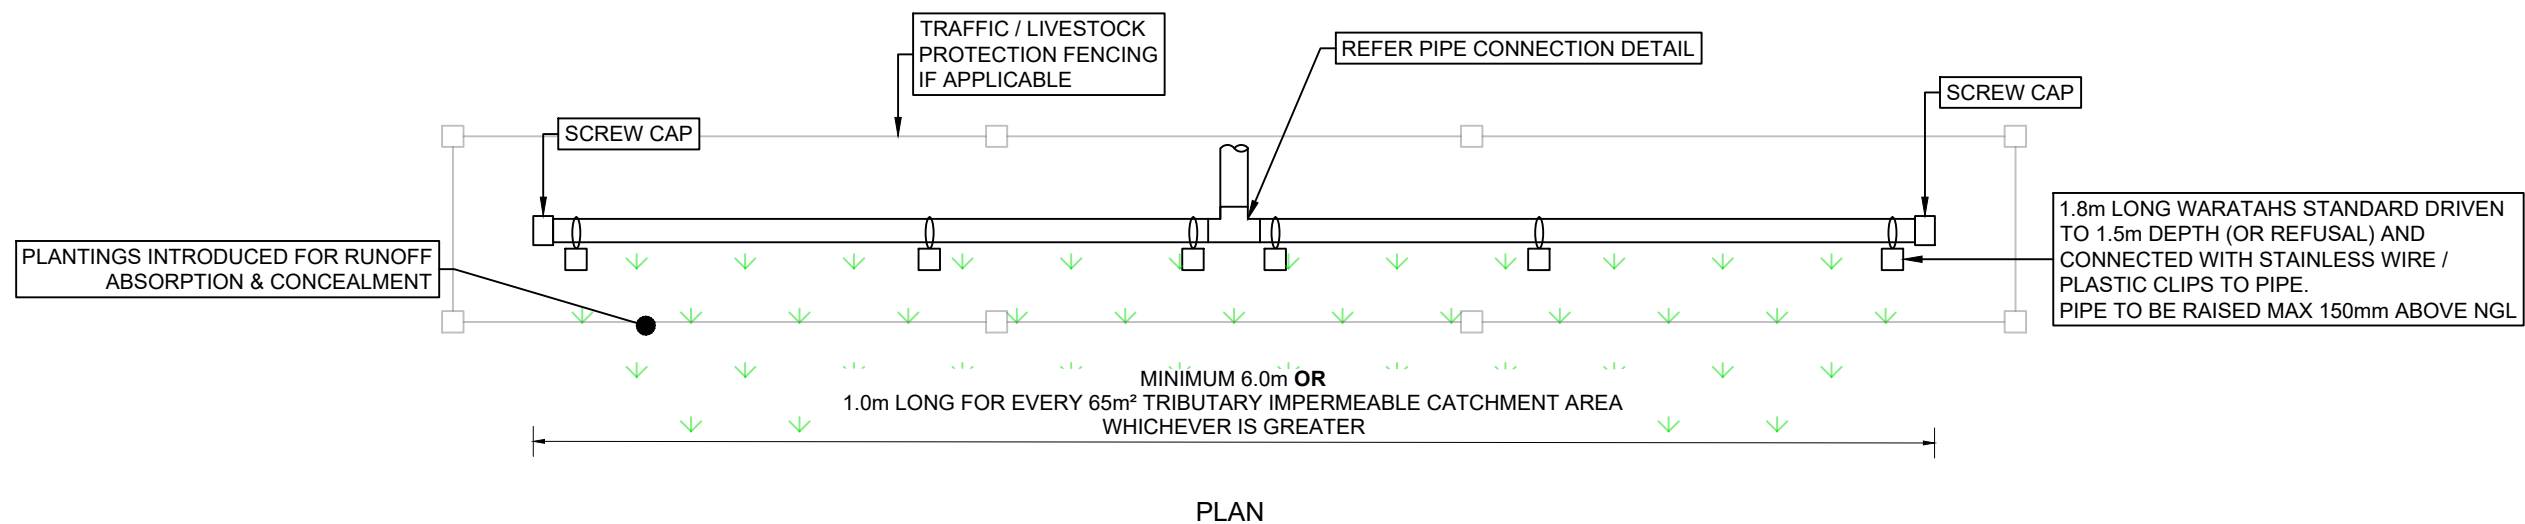 TRAFFIC / LIVESTOCK
PROTECTION FENCING
IF APPLICABLE
REFER PIPE CONNECTION DETAIL
SCREW CAP
SCREW CAP
PLANTINGS INTRODUCED FOR RUNOFF
ABSORPTION & CONCEALMENT
1.8m LONG WARATAHS STANDARD DRIVEN
TO 1.5m DEPTH (OR REFUSAL) AND
CONNECTED WITH STAINLESS WIRE /
PLASTIC CLIPS TO PIPE.
PIPE TO BE RAISED MAX 150mm ABOVE NGL
MINIMUM 6.0m OR
1.0m LONG FOR EVERY 65m² TRIBUTARY IMPERMEABLE CATCHMENT AREA
WHICHEVER IS GREATER
PLAN